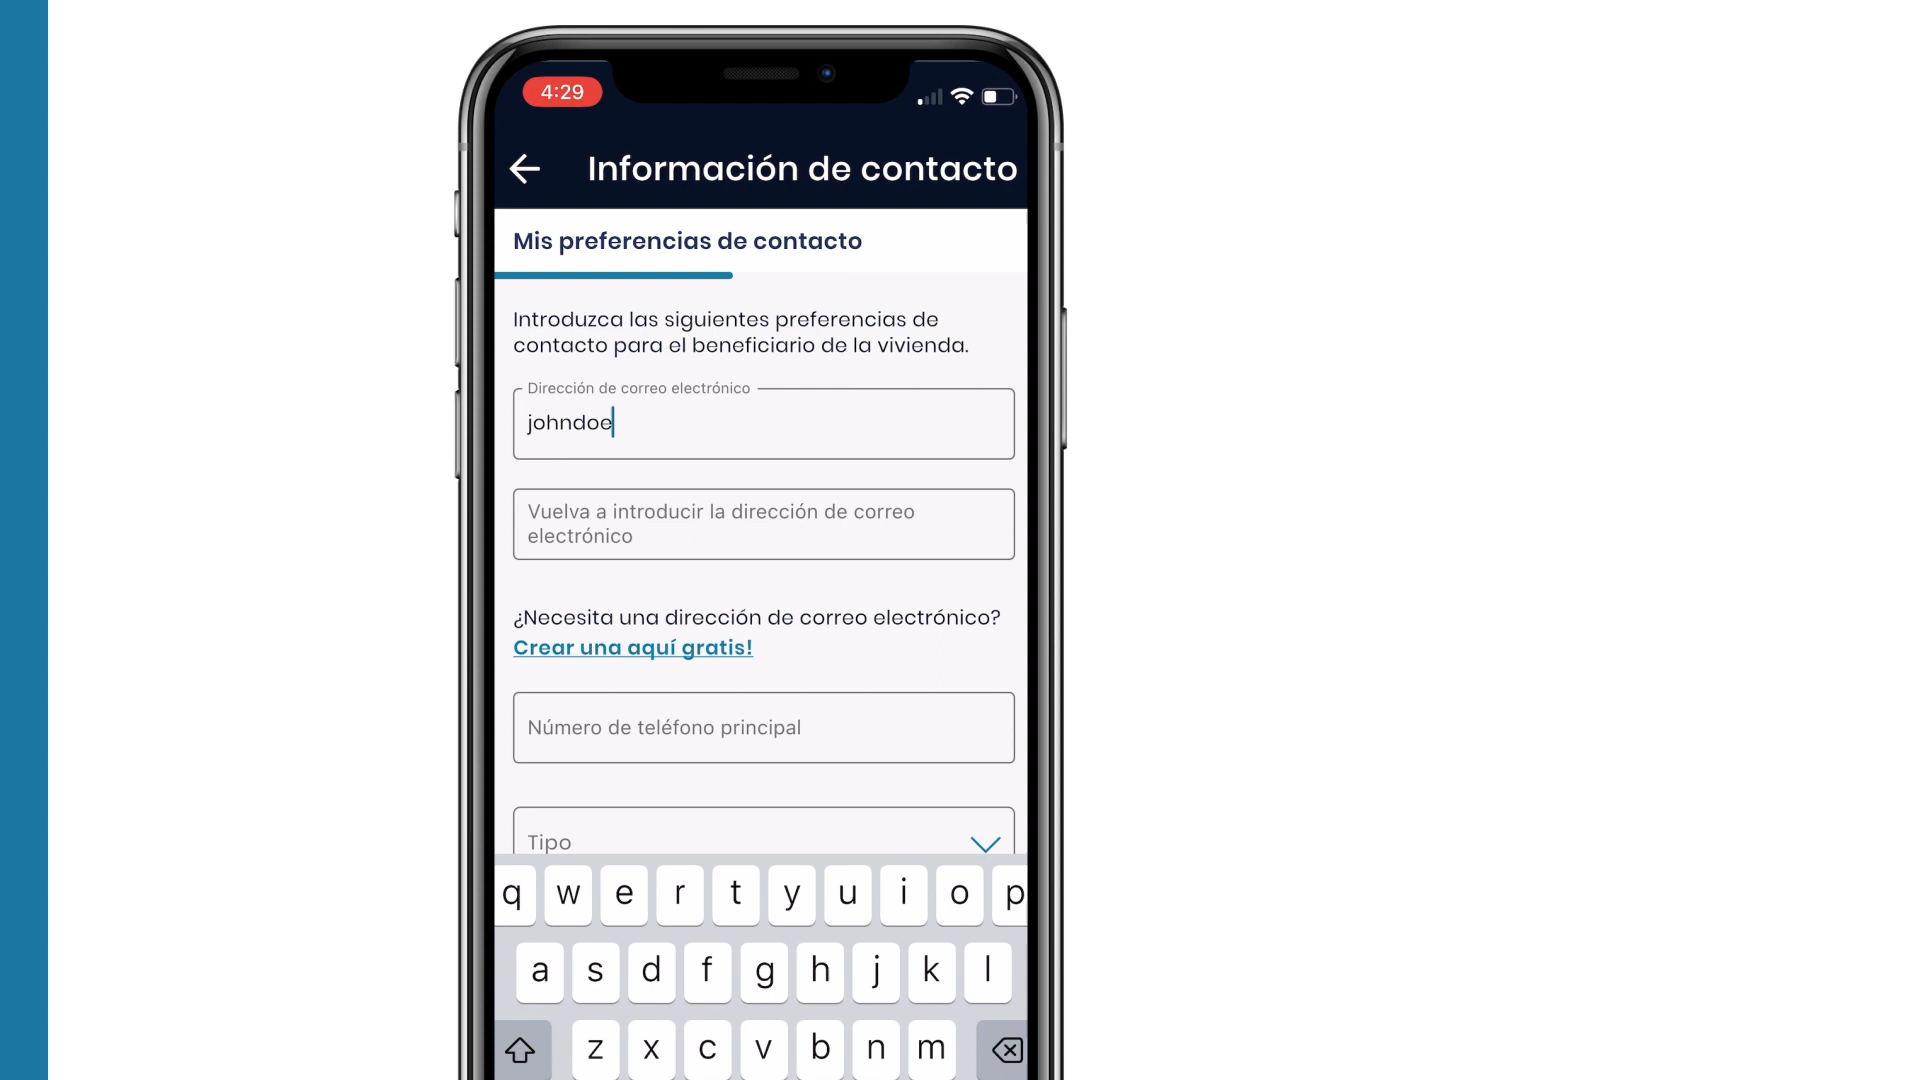 4:29
Información de contacto
Mis preferencias de contacto
Introduzca las siguientes preferencias de
contacto para el beneficiario de la vivienda.
Dirección de correo electrónico
johndoe
Vuelva a introducir la dirección de correo
electrónico
¿Necesita una dirección de correo electrónico?
Crear una aquí gratis!
Número de teléfono principal
Tipo
q w e r t y u i o p
a s d f g h j k l
z x c v b n m